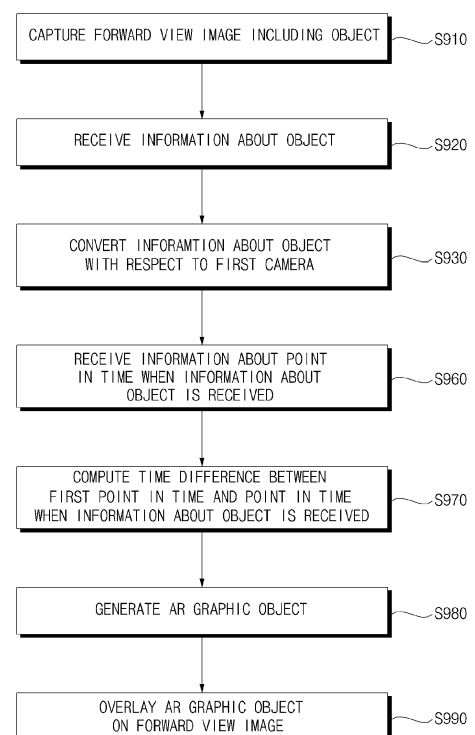 CAPTURE FORWARD VIEW IMAGE INCLUDING OBJECT
S910
RECEIVE INFORMATION ABOUT OBJECT
S920
CONVERT INFORAMTION ABOUT OBJECT
WITH RESPECT TO FIRST CAMERA
S930
RECEIVE INFORMATION ABOUT POINT
IN TIME WHEN INFORMATION ABOUT
OBJECT IS RECEIVED
S960
COMPUTE TIME DIFFERENCE BETWEEN
FIRST POINT IN TIME AND POINT IN TIME
WHEN INFORMATION ABOUT OBJECT IS RECEIVED
S970
GENERATE AR GRAPHIC OBJECT
S980
OVERLAY AR GRAPHIC OBJECT
ON FORWARD VIEW IMAGE
S990